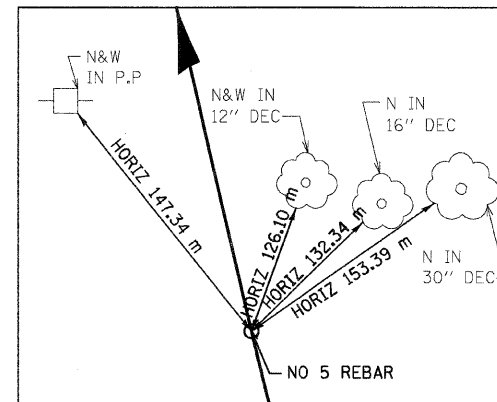 N&W
IN P.P
N&W IN
12" DEC
N IN
16" DEC
HORIZ 147.34 m
HORIZ 126.10 m
HORIZ 132.34 m
HORIZ 153.39 m
N IN
30" DEC
NO 5 REBAR